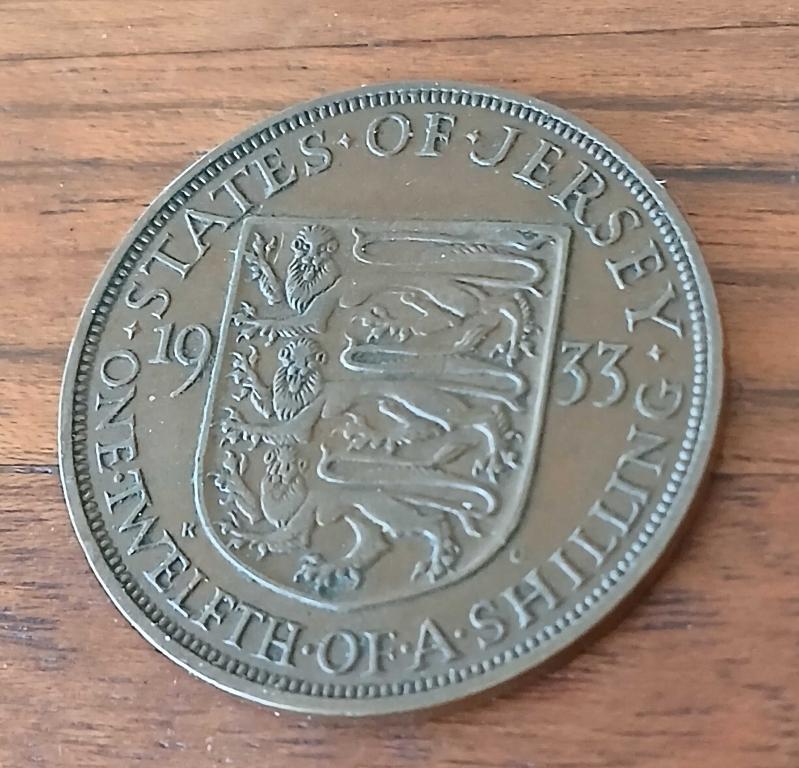 STATES · OF · JERSEY
19 33
ONE · TWELFTH · OF · A · SHILLING
K C